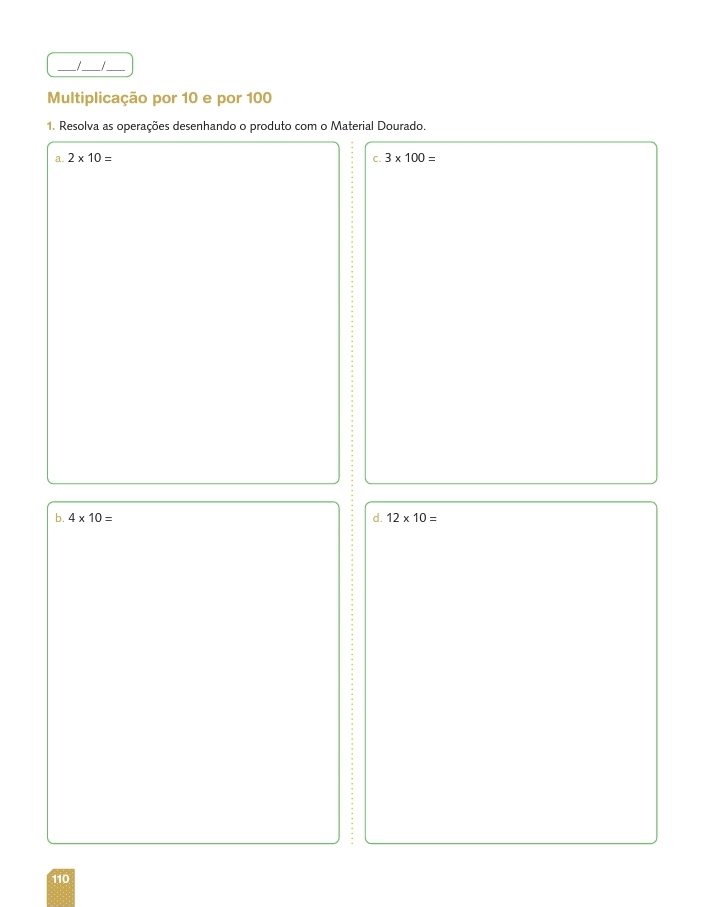 ___/___/___
Multiplicação por 10 e por 100
1. Resolva as operações desenhando o produto com o Material Dourado.
a. 2 x 10 =
c. 3 x 100 =
b. 4 x 10 =
d. 12 x 10 =
110